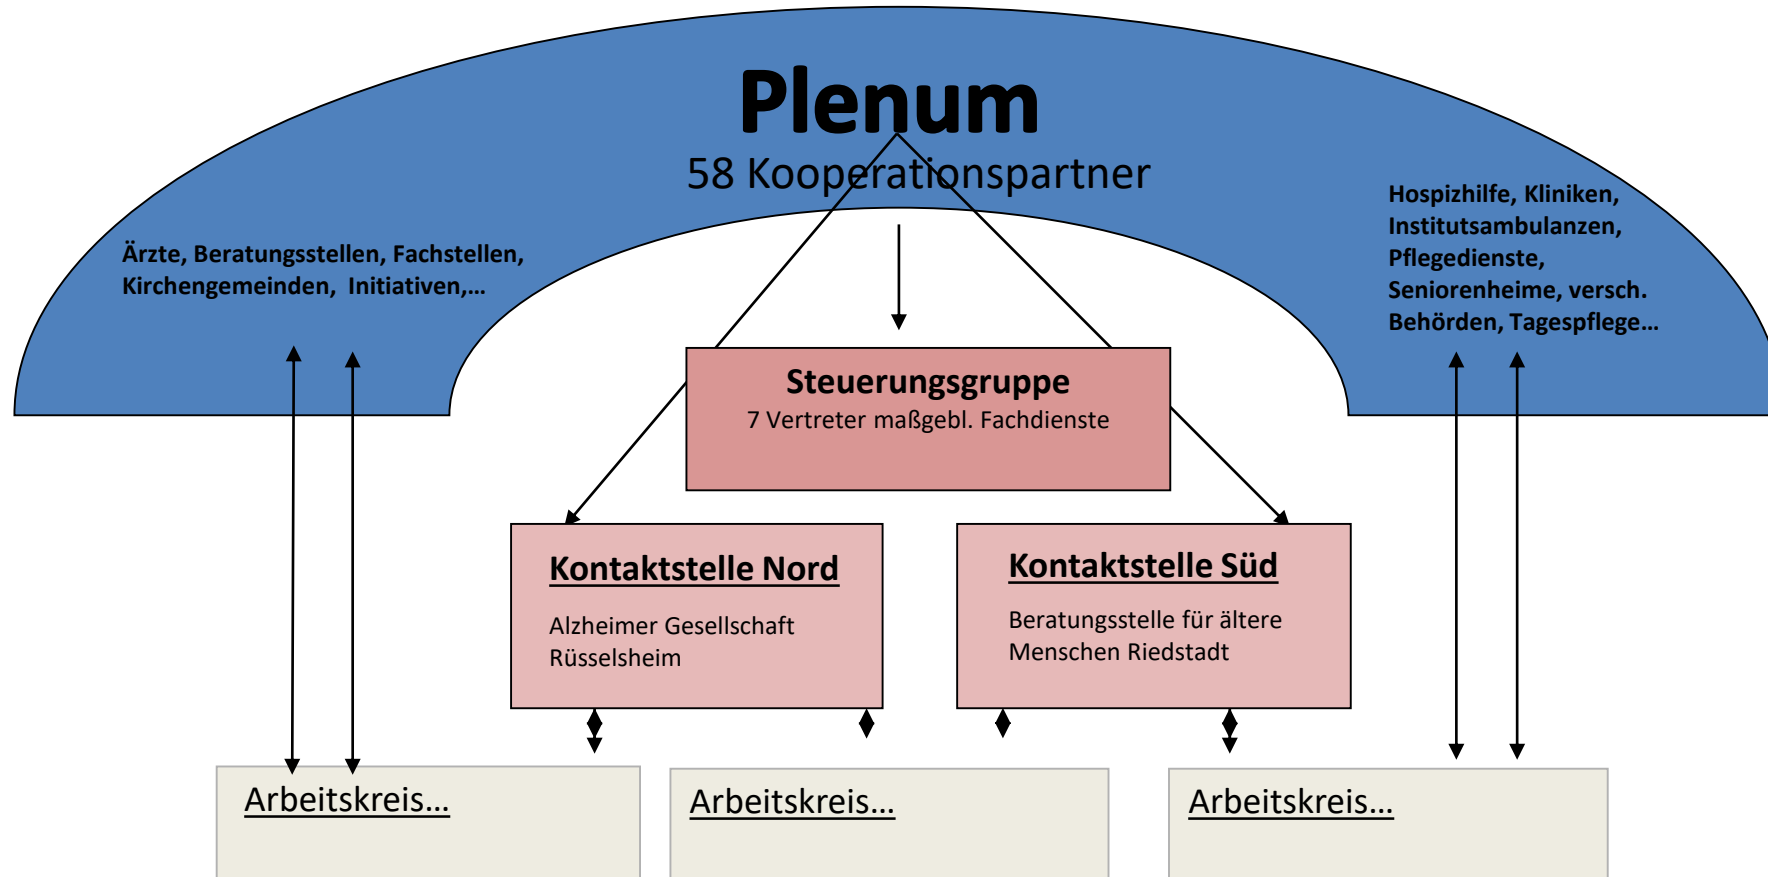 Plenum
58 Kooperationspartner
Ärzte, Beratungsstellen, Fachstellen,
Kirchengemeinden, Initiativen,…
Hospizhilfe, Kliniken,
Institutsambulanzen,
Pflegedienste,
Seniorenheime, versch.
Behörden, Tagespflege…
Steuerungsgruppe
7 Vertreter maßgebl. Fachdienste
Kontaktstelle Nord
Alzheimer Gesellschaft
Rüsselsheim
Kontaktstelle Süd
Beratungsstelle für ältere
Menschen Riedstadt
Arbeitskreis…
Arbeitskreis…
Arbeitskreis…